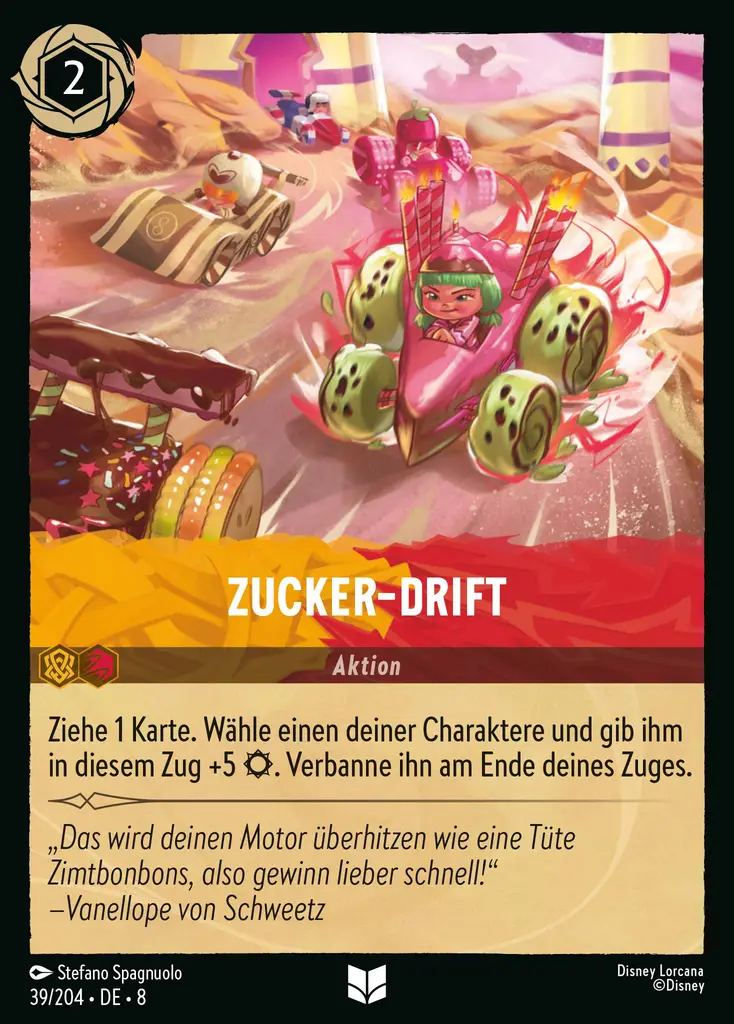 2
ZUCKER-DRIFT
Aktion
Ziehe 1 Karte. Wähle einen deiner Charaktere und gib ihm
in diesem Zug +5 . Verbanne ihn am Ende deines Zuges.
„Das wird deinen Motor überhitzen wie eine Tüte
Zimtbonbons, also gewinn lieber schnell!“
–Vanellope von Schweetz
Stefano Spagnuolo
Disney Lorcana
39/204 • DE • 8
©Disney